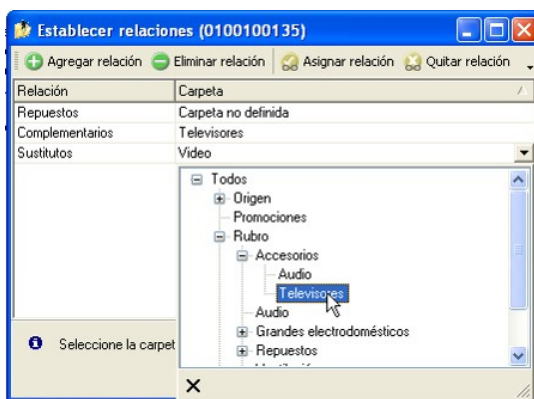 Establecer relaciones (0100100135)
Agregar relación Eliminar relación Asignar relación Quitar relación
Relación Carpeta
Repuestos Carpeta no definida
Complementarios Televisores
Sustitutos Video
Todos
Origen
Promociones
Rubro
Accesorios
Audio
Televisores
Audio
Grandes electrodomésticos
Repuestos
Seleccione la carpet